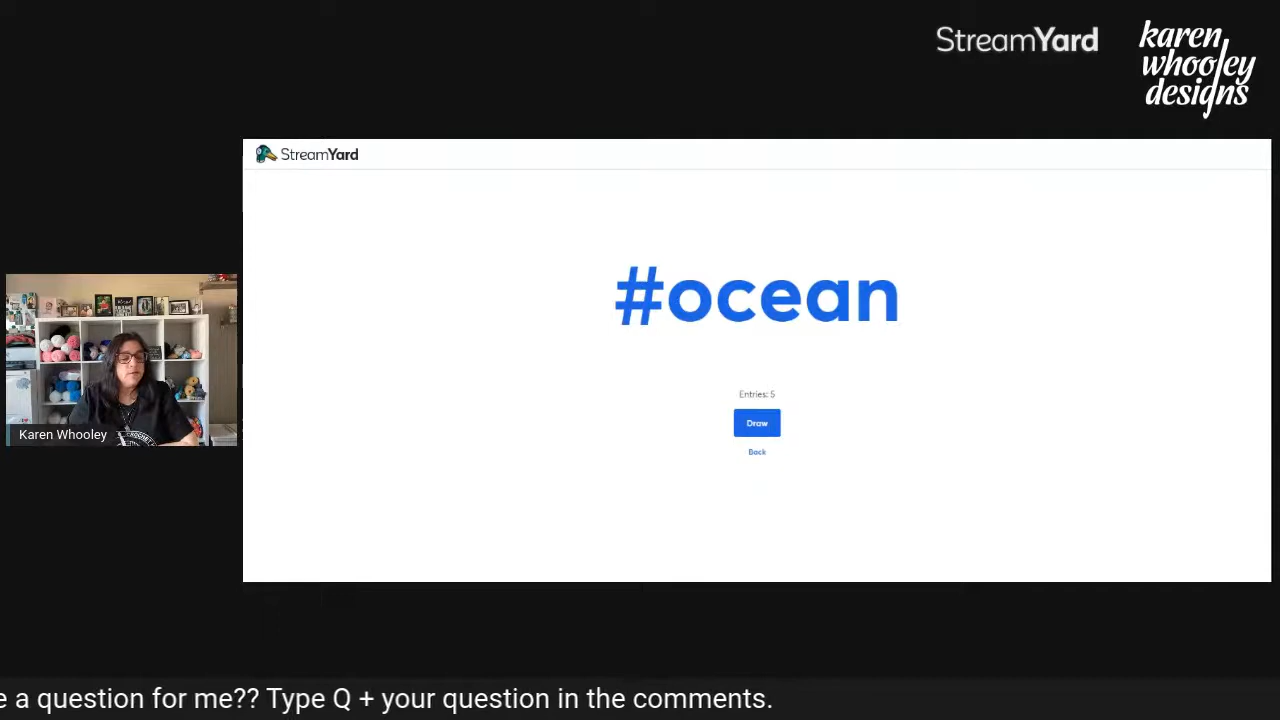 StreamYard
karen
whooley
designs
StreamYard
#ocean
Entries: 5
Draw
Back
Karen Whooley
CROCHET
e a question for me?? Type Q + your question in the comments.